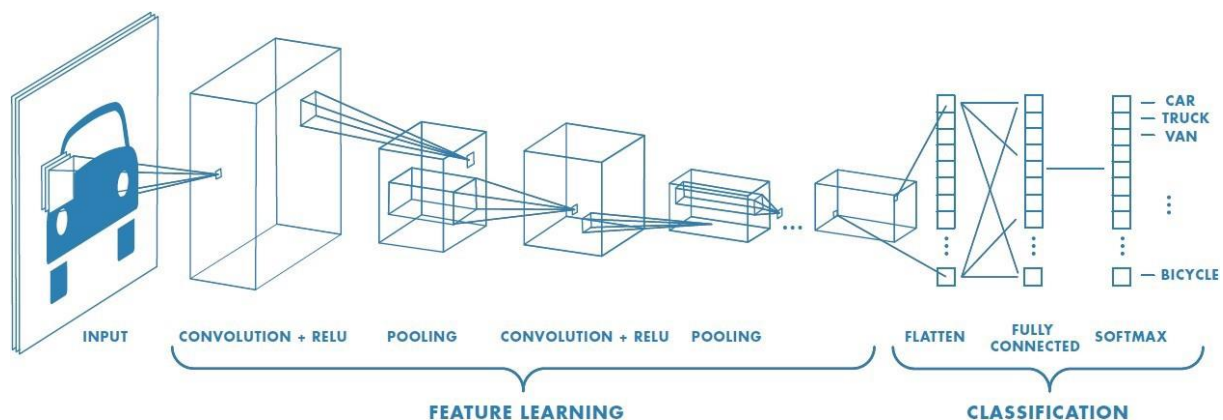 CAR
TRUCK
VAN
BICYCLE
INPUT
CONVOLUTION + RELU
POOLING
CONVOLUTION + RELU
POOLING
FLATTEN
FULLY
CONNECTED
SOFTMAX
FEATURE LEARNING
CLASSIFICATION